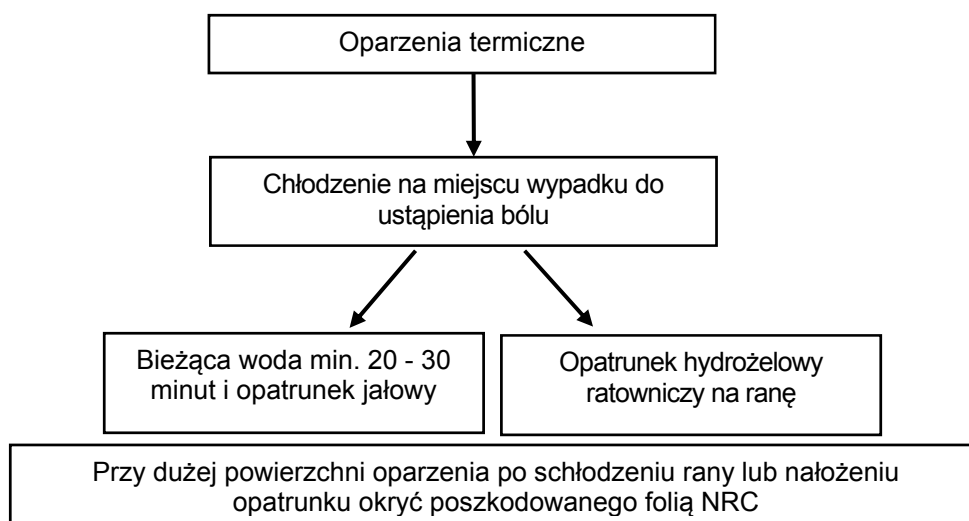 Oparzenia termiczne
Chłodzenie na miejscu wypadku do
ustąpienia bólu
Bieżąca woda min. 20 - 30
minut i opatrunek jałowy
Opatrunek hydrożelowy
ratowniczy na ranę
Przy dużej powierzchni oparzenia po schłodzeniu rany lub nałożeniu
opatrunku okryć poszkodowanego folią NRC